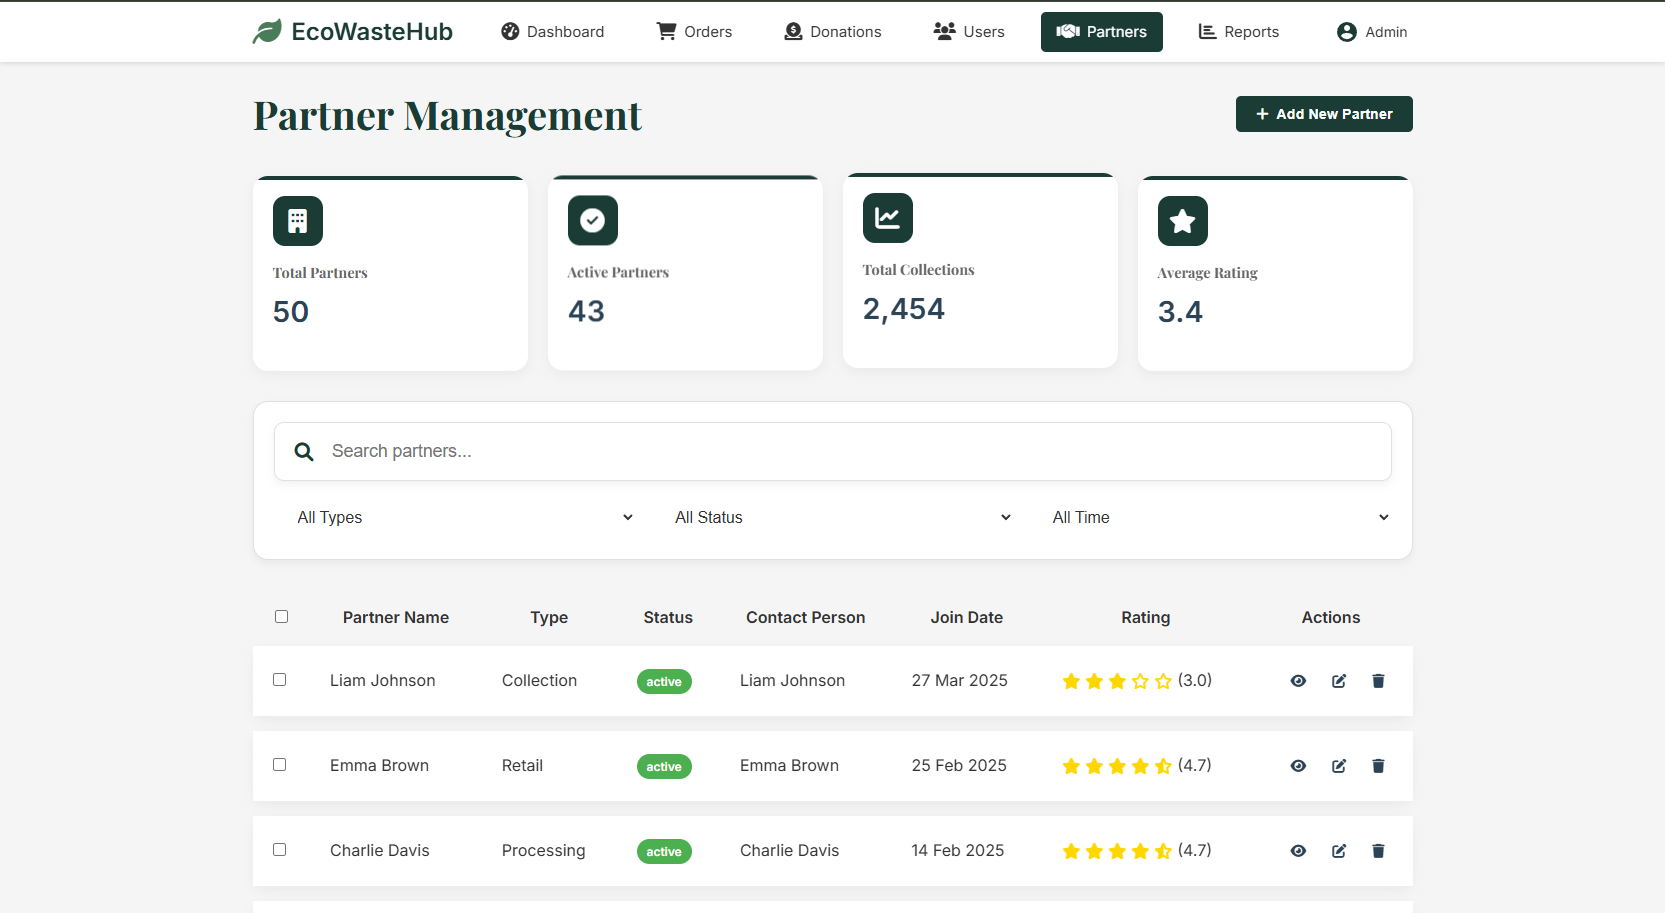 EcoWasteHub Dashboard Orders Donations Users Partners Reports Admin
Partner Management
Add New Partner
Total Partners
50
Active Partners
43
Total Collections
2,454
Average Rating
3.4
Search partners...
All Types All Status All Time
Partner Name Type Status Contact Person Join Date Rating Actions
Liam Johnson Collection active Liam Johnson 27 Mar 2025 (3.0)
Emma Brown Retail active Emma Brown 25 Feb 2025 (4.7)
Charlie Davis Processing active Charlie Davis 14 Feb 2025 (4.7)